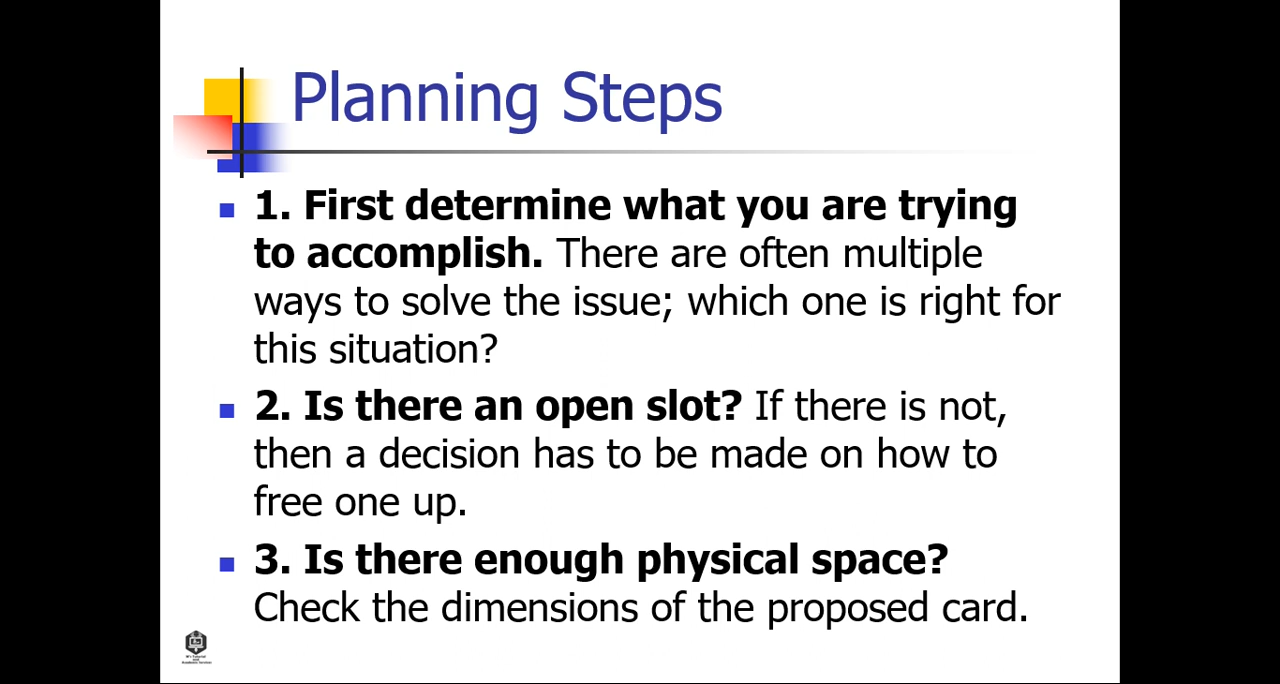 Planning Steps
1. First determine what you are trying
to accomplish. There are often multiple
ways to solve the issue; which one is right for
this situation?
2. Is there an open slot? If there is not,
then a decision has to be made on how to
free one up.
3. Is there enough physical space?
Check the dimensions of the proposed card.
Academic Services